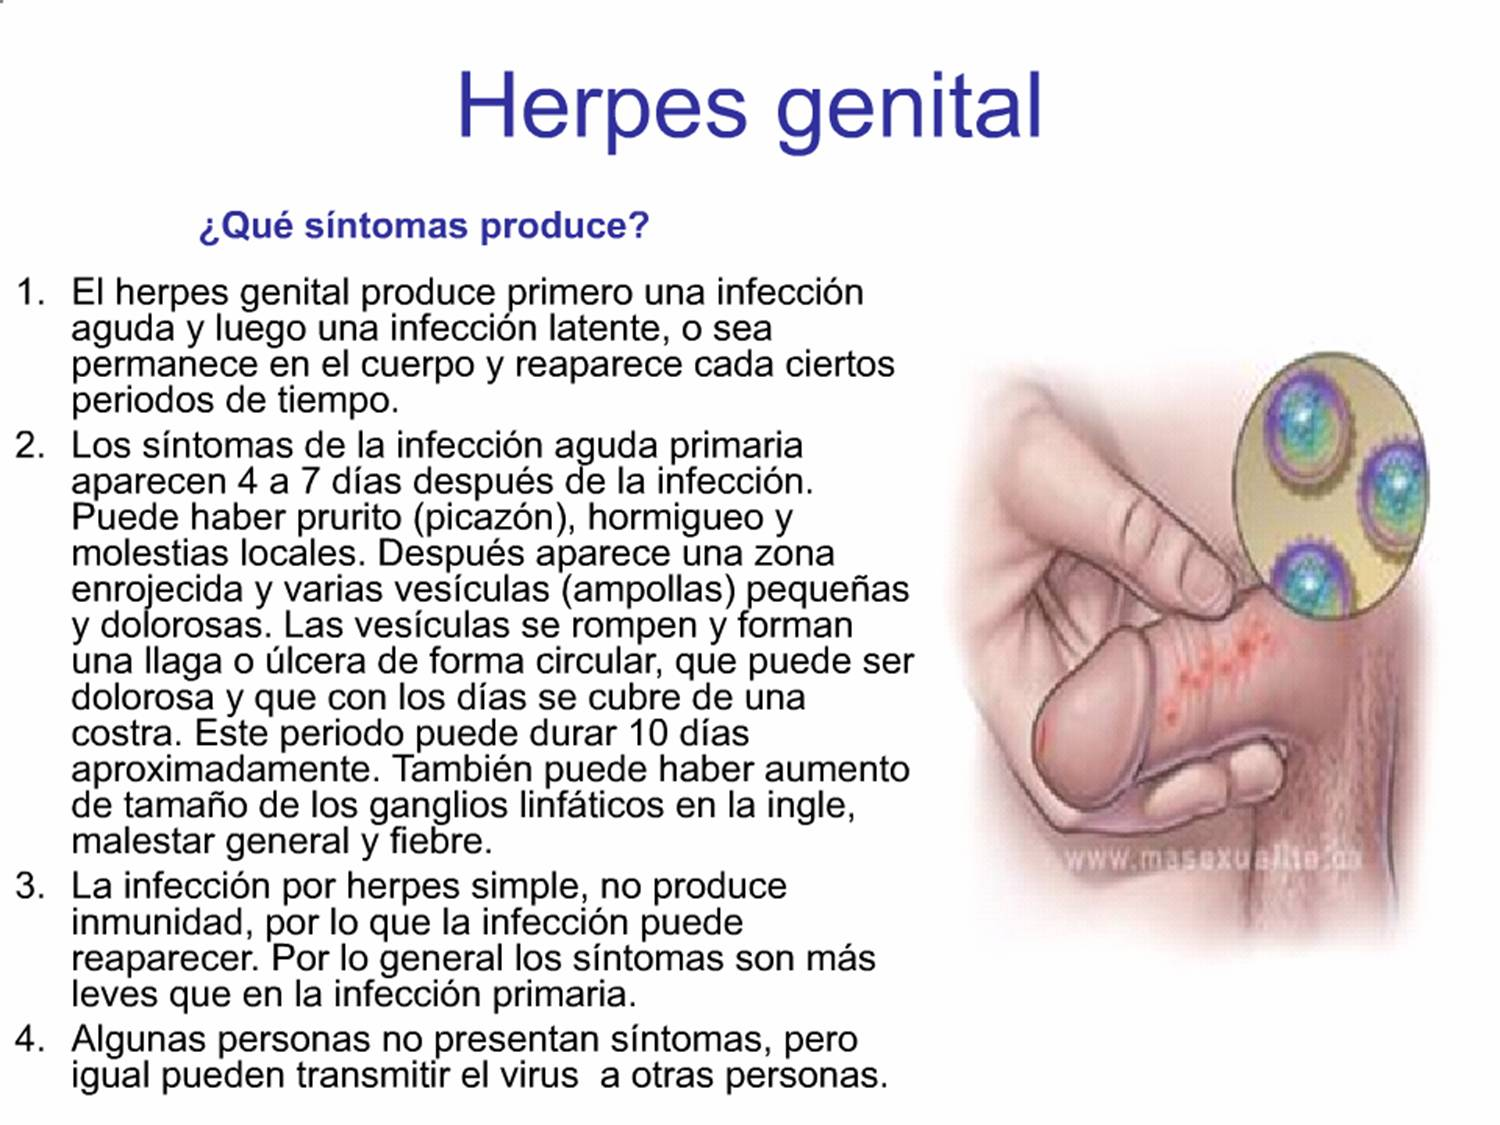 Herpes genital
¿Qué síntomas produce?
1. El herpes genital produce primero una infección
aguda y luego una infección latente, o sea
permanece en el cuerpo y reaparece cada ciertos
periodos de tiempo.
2. Los síntomas de la infección aguda primaria
aparecen 4 a 7 días después de la infección.
Puede haber prurito (picazón), hormigueo y
molestias locales. Después aparece una zona
enrojecida y varias vesículas (ampollas) pequeñas
y dolorosas. Las vesículas se rompen y forman
una llaga o úlcera de forma circular, que puede ser
dolorosa y que con los días se cubre de una
costra. Este periodo puede durar 10 días
aproximadamente. También puede haber aumento
de tamaño de los ganglios linfáticos en la ingle,
malestar general y fiebre.
3. La infección por herpes simple, no produce
inmunidad, por lo que la infección puede
reaparecer. Por lo general los síntomas son más
leves que en la infección primaria.
4. Algunas personas no presentan síntomas, pero
igual pueden transmitir el virus  a otras personas.
www.masexualite.ca